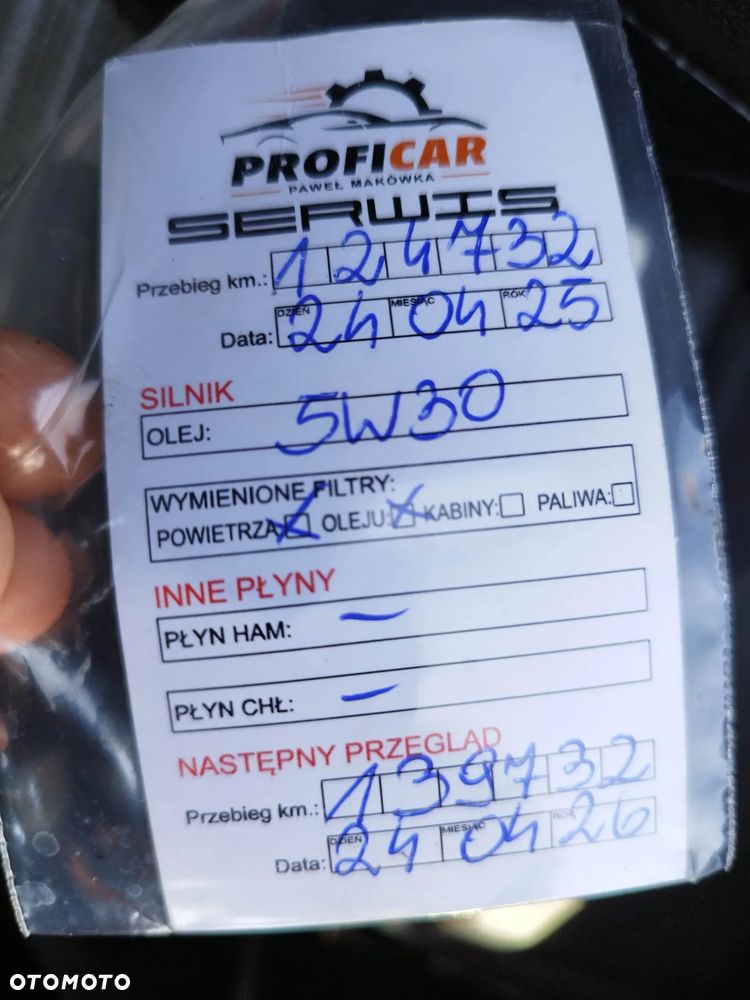 PROFICAR
PAWEŁ MAKÓWKA
SERWIS
Przebieg km.: 124732
DZIEŃ MIESIĄC ROK
Data: 24 04 25
SILNIK
OLEJ: 5W30
WYMIENIONE FILTRY:
POWIETRZA: OLEJU: KABINY: PALIWA:
INNE PŁYNY
PŁYN HAM: —
PŁYN CHŁ: —
NASTĘPNY PRZEGLĄD
Przebieg km.: 139732
DZIEŃ MIESIĄC ROK
Data: 24 04 26
OTOMOTO